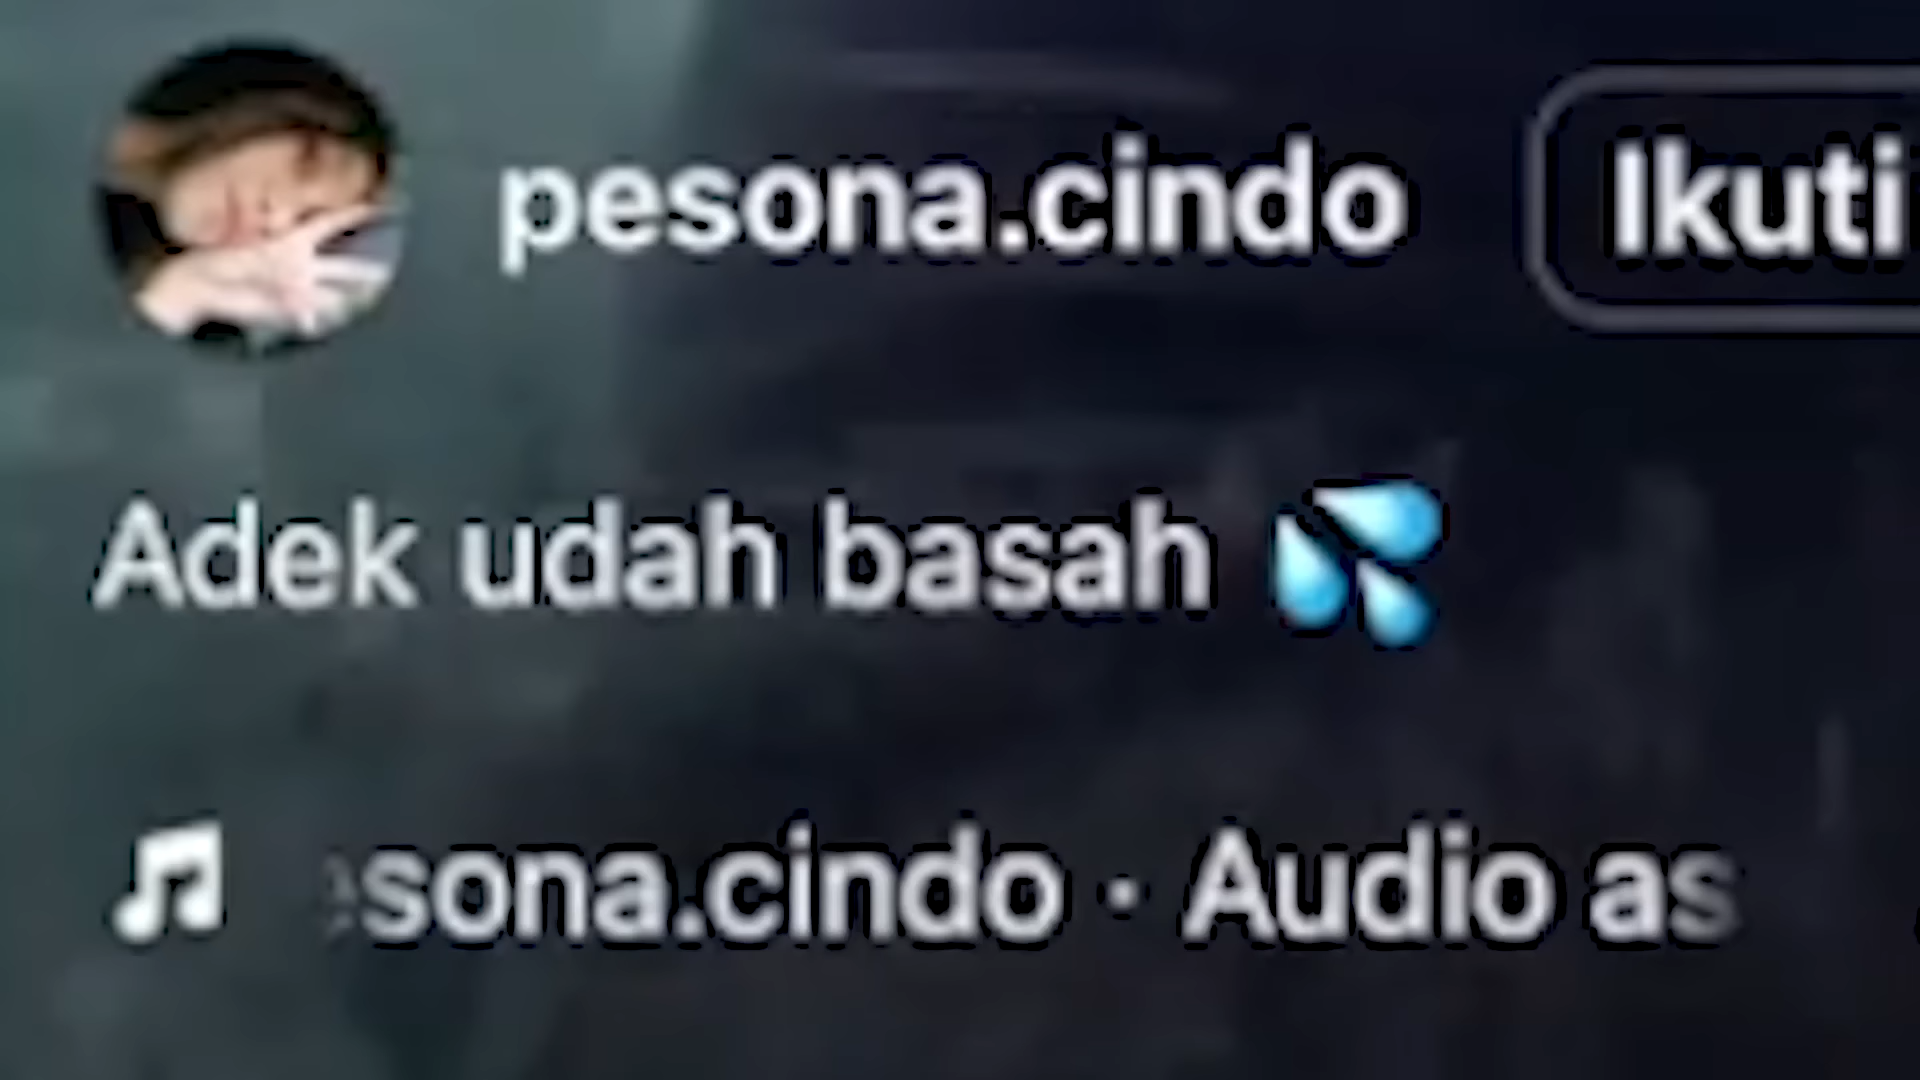 pesona.cindo Ikuti
Adek udah basah 💦
sona.cindo · Audio as